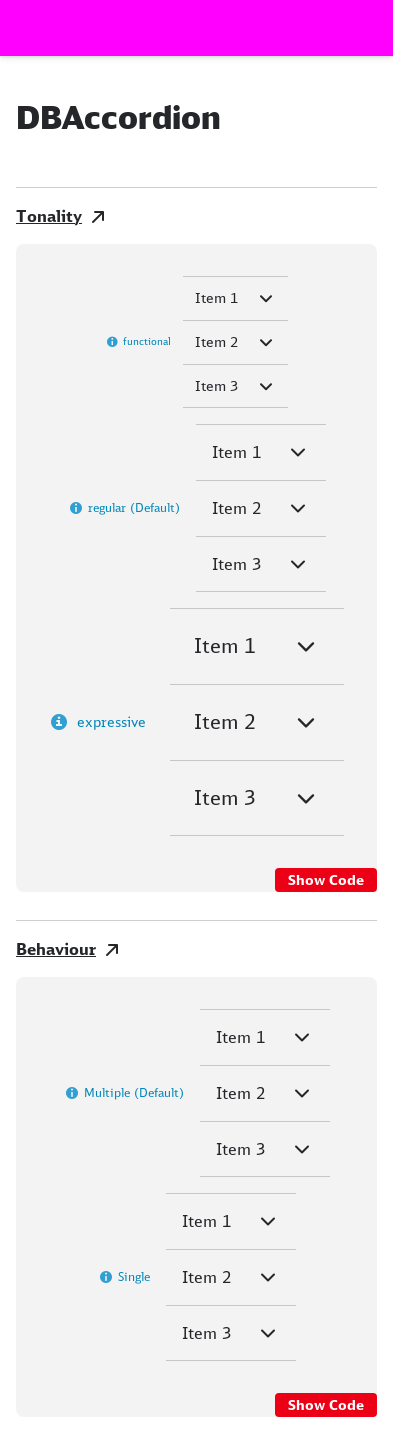 DBAccordion
Tonality
functional
Item 1
Item 2
Item 3
regular (Default)
Item 1
Item 2
Item 3
expressive
Item 1
Item 2
Item 3
Show Code
Behaviour
Multiple (Default)
Item 1
Item 2
Item 3
Single
Item 1
Item 2
Item 3
Show Code